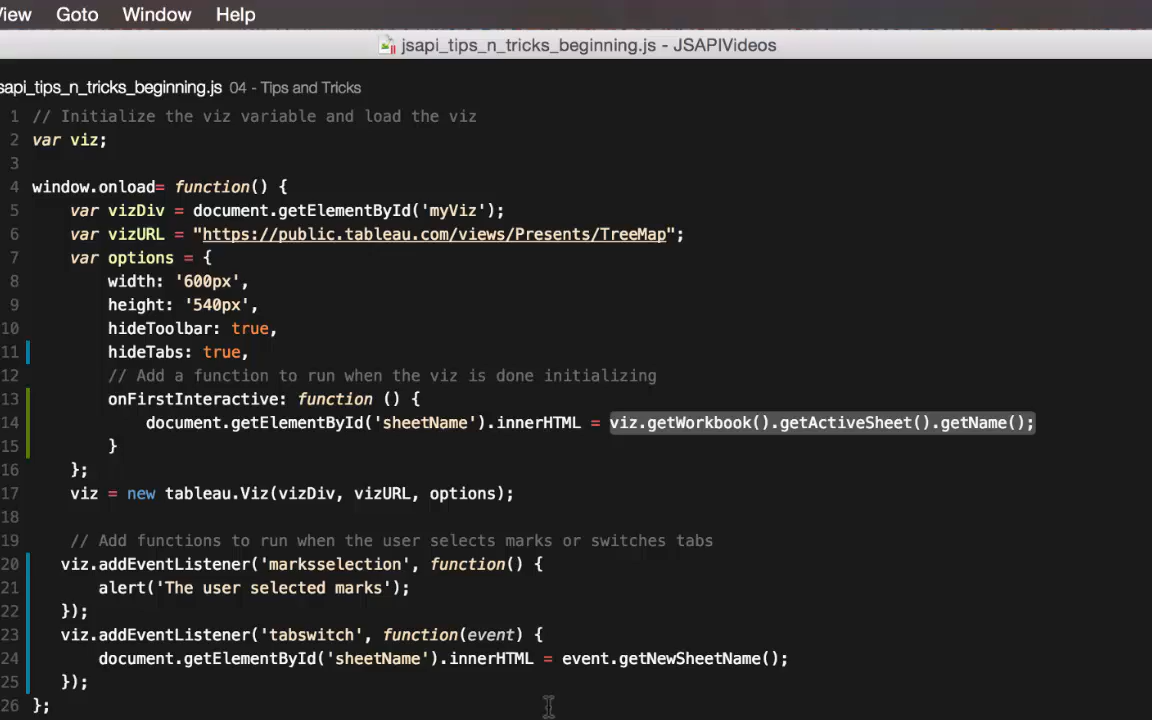 View Goto Window Help
jsapi_tips_n_tricks_beginning.js - JSAPIVideos
sapi_tips_n_tricks_beginning.js 04 - Tips and Tricks
1 // Initialize the viz variable and load the viz
2 var viz;
3
4 window.onload= function() {
5 var vizDiv = document.getElementById('myViz');
6 var vizURL = "https://public.tableau.com/views/Presents/TreeMap";
7 var options = {
8 width: '600px',
9 height: '540px',
10 hideToolbar: true,
11 hideTabs: true,
12 // Add a function to run when the viz is done initializing
13 onFirstInteractive: function () {
14 document.getElementById('sheetName').innerHTML = viz.getWorkbook().getActiveSheet().getName();
15 }
16 };
17 viz = new tableau.Viz(vizDiv, vizURL, options);
18
19 // Add functions to run when the user selects marks or switches tabs
20 viz.addEventListener('marksselection', function() {
21 alert('The user selected marks');
22 });
23 viz.addEventListener('tabswitch', function(event) {
24 document.getElementById('sheetName').innerHTML = event.getNewSheetName();
25 });
26 };